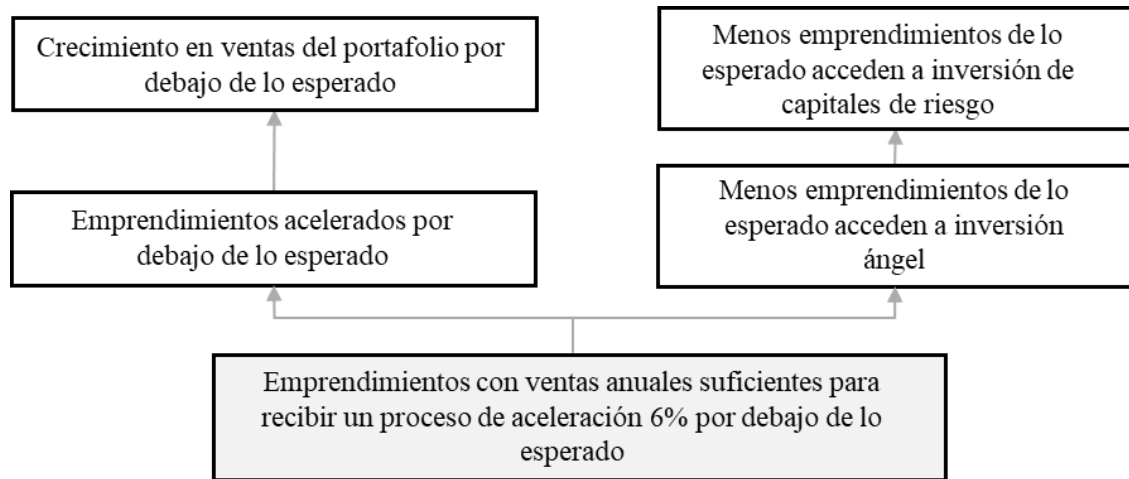 Crecimiento en ventas del portafolio por
debajo de lo esperado
Menos emprendimientos de lo
esperado acceden a inversión de
capitales de riesgo
Emprendimientos acelerados por
debajo de lo esperado
Menos emprendimientos de lo
esperado acceden a inversión
ángel
Emprendimientos con ventas anuales suficientes para
recibir un proceso de aceleración 6% por debajo de lo
esperado